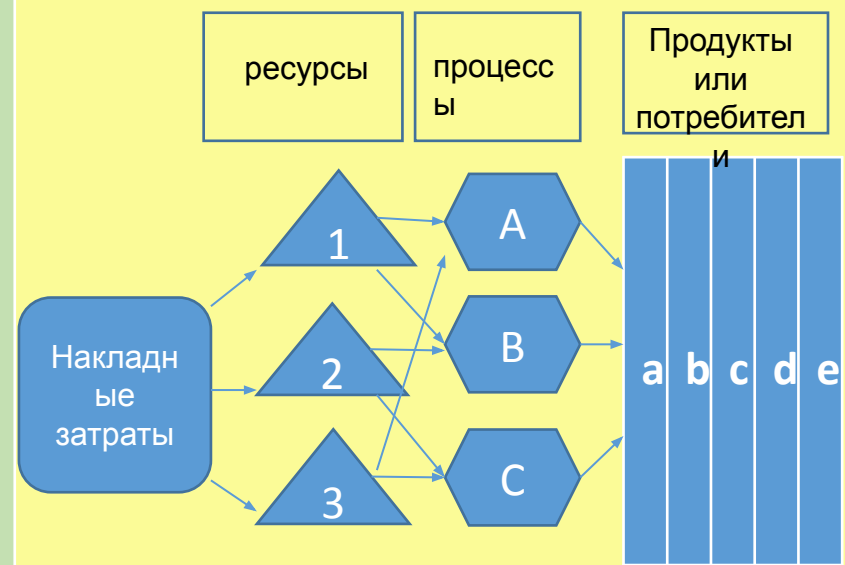 ресурсы
процесс
ы
Продукты
или
потребител
и
1
A
2
B
Накладн
ые
затраты
a b c d e
3
C